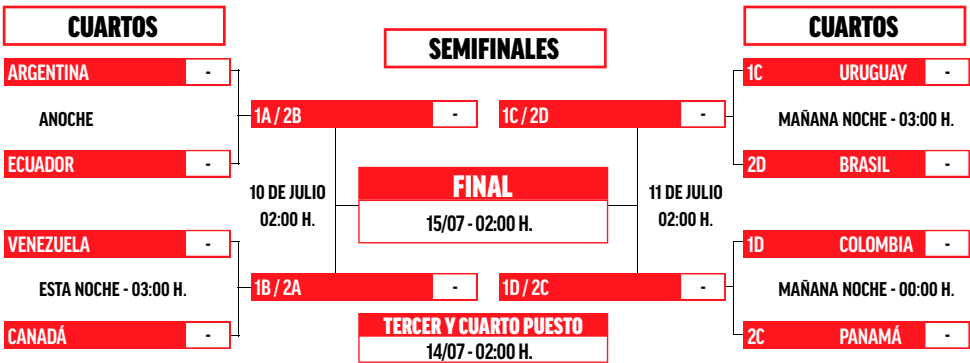 CUARTOS
ARGENTINA -
ANOCHE
ECUADOR -
VENEZUELA -
ESTA NOCHE - 03:00 H.
CANADÁ -
SEMIFINALES
1A / 2B -
10 DE JULIO
02:00 H.
1B / 2A -
FINAL
15/07 - 02:00 H.
TERCER Y CUARTO PUESTO
14/07 - 02:00 H.
1C / 2D -
11 DE JULIO
02:00 H.
1D / 2C -
CUARTOS
1C URUGUAY -
MAÑANA NOCHE - 03:00 H.
2D BRASIL -
1D COLOMBIA -
MAÑANA NOCHE - 00:00 H.
2C PANAMÁ -